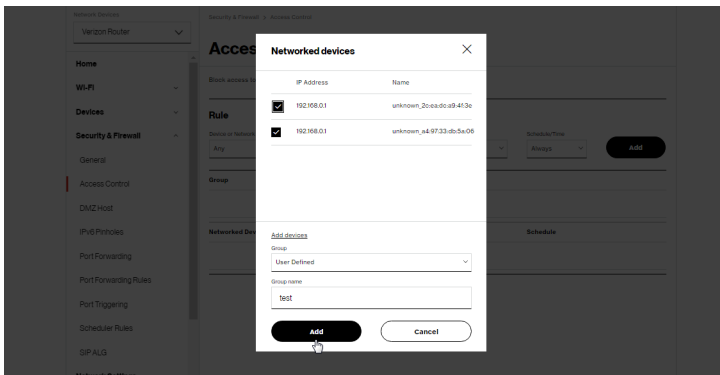 Network Devices
Verizon Router
Security & Firewall > Access Control
Acces
Home
Wi-Fi
Devices
Security & Firewall
General
Access Control
DMZ Host
IPv6 Pinholes
Port Forwarding
Port Forwarding Rules
Port Triggering
Scheduler Rules
SIP ALG
Block access to
Rule
Device or Network
Any
Schedule/Time
Always
Add
Group
Networked Dev
Schedule
Networked devices
IP Address Name
192.168.0.1 unknown_2c:ea:dc:a9:4f:3e
192.168.0.1 unknown_a4:97:33:db:5a:06
Add devices
Group
User Defined
Group name
test
Add Cancel